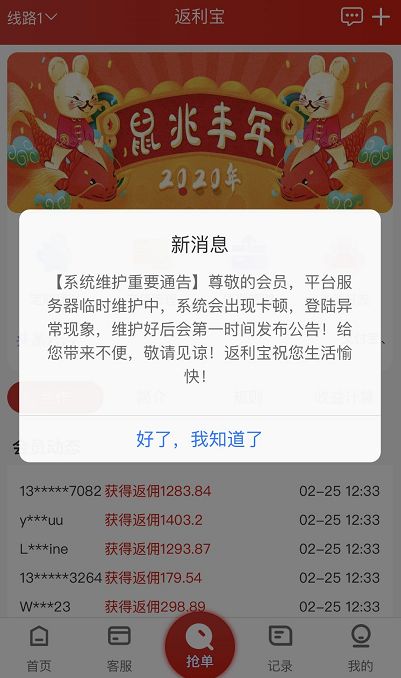 线路1
返利宝
鼠兆丰年
2020年
新消息
【系统维护重要通告】尊敬的会员，平台服
务器临时维护中，系统会出现卡顿，登陆异
常现象，维护好后会第一时间发布公告！给
您带来不便，敬请见谅！返利宝祝您生活愉
快！
好了，我知道了
13*****7082 获得返佣1283.84 02-25 12:33
y***uu 获得返佣1403.2 02-25 12:33
L***ine 获得返佣1293.87 02-25 12:33
13*****3264 获得返佣179.54 02-25 12:33
W***23 获得返佣298.89 02-25 12:33
首页 客服 抢单 记录 我的